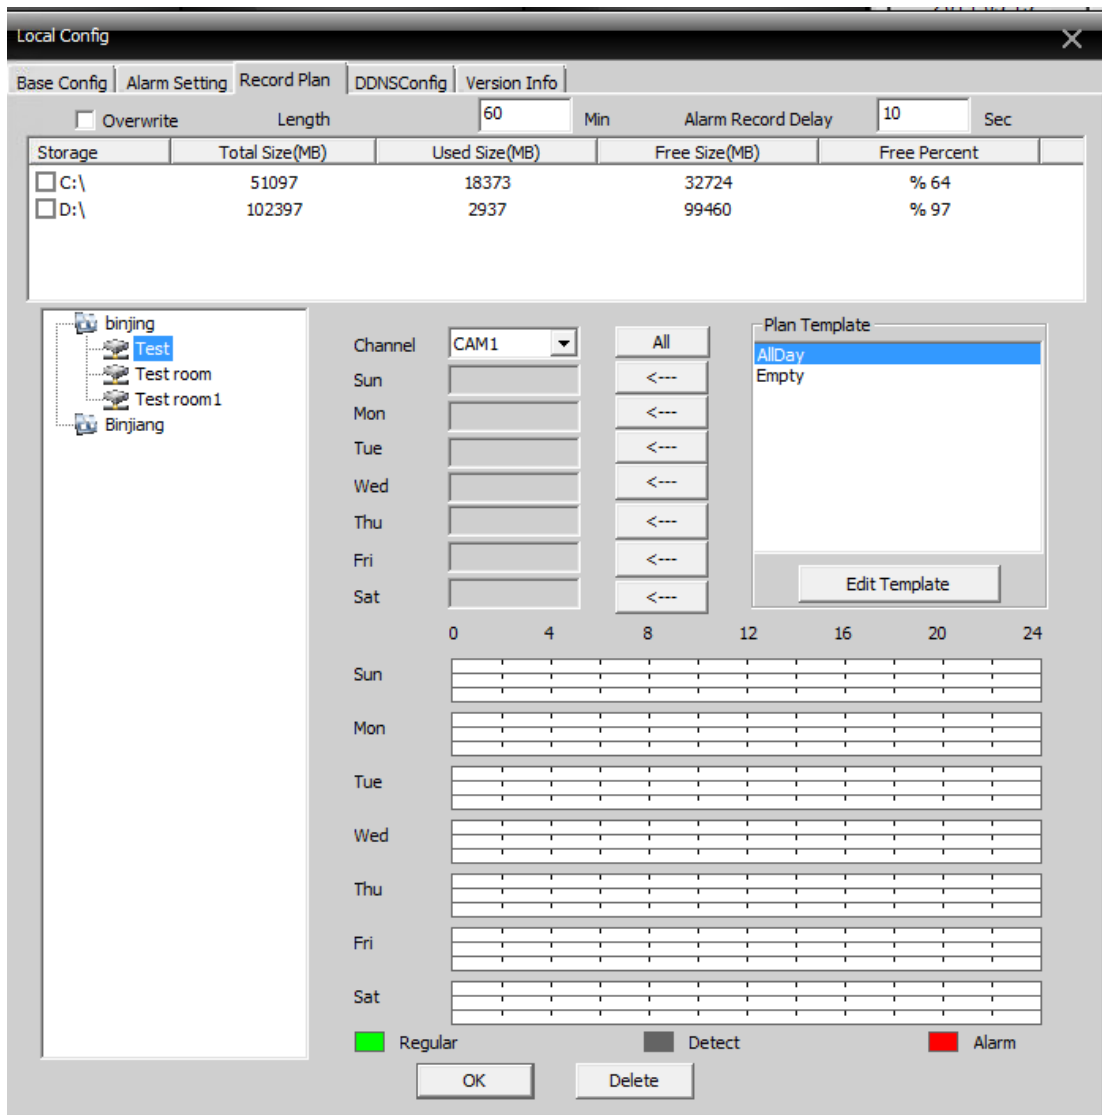 Local Config
Base Config Alarm Setting Record Plan DDNSConfig Version Info
Overwrite Length 60 Min Alarm Record Delay 10 Sec
Storage Total Size(MB) Used Size(MB) Free Size(MB) Free Percent
C:\ 51097 18373 32724 % 64
D:\ 102397 2937 99460 % 97
binjing
Test
Test room
Test room1
Binjiang
Channel CAM1 All
Sun <---
Mon <---
Tue <---
Wed <---
Thu <---
Fri <---
Sat <---
Plan Template
AllDay
Empty
Edit Template
0 4 8 12 16 20 24
Sun
Mon
Tue
Wed
Thu
Fri
Sat
Regular Detect Alarm
OK Delete